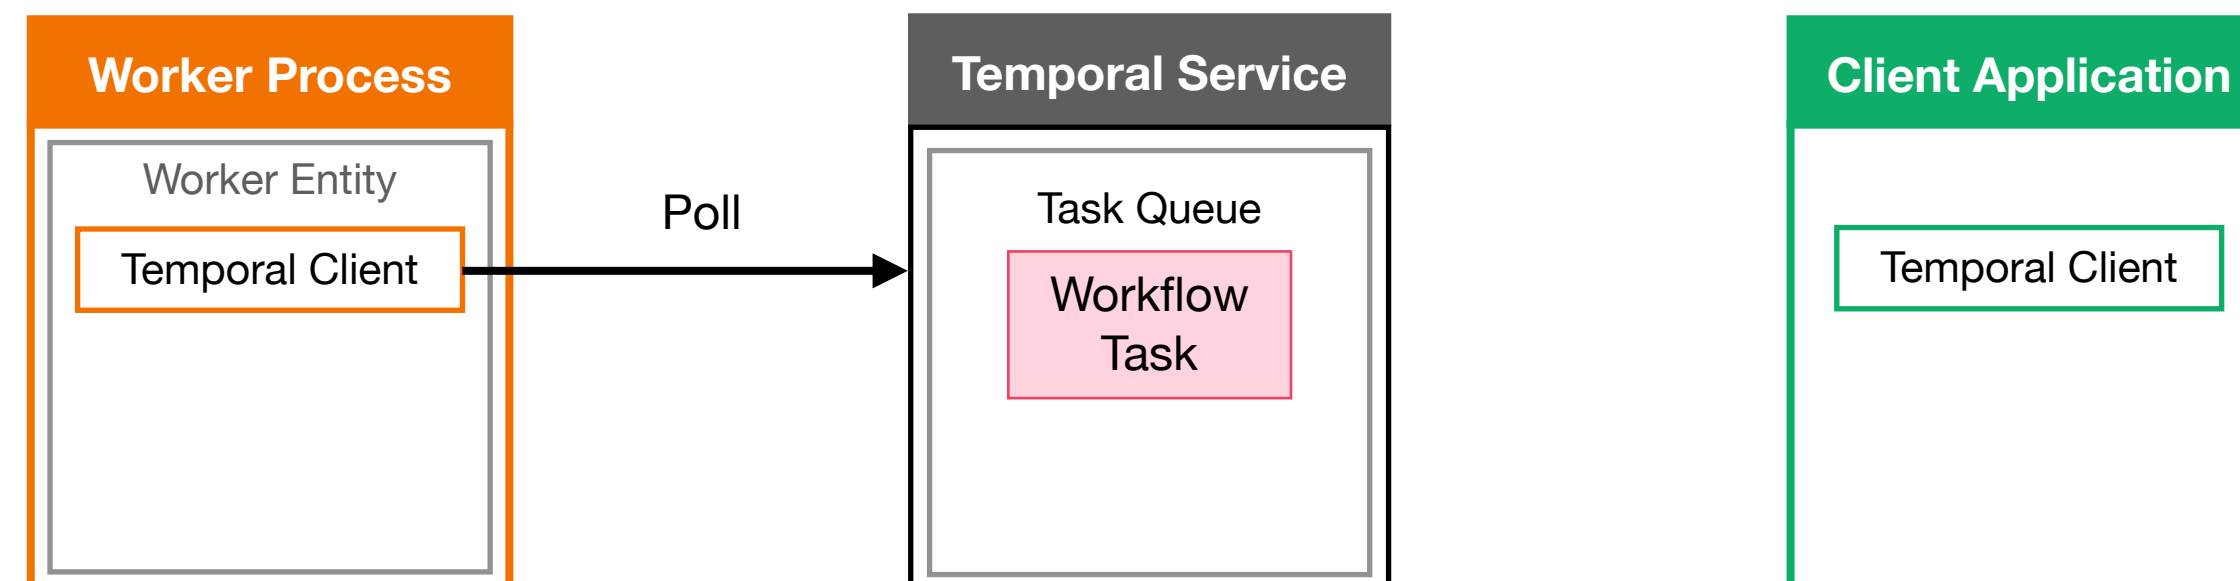 Worker Process
Worker Entity
Temporal Client
Poll
Temporal Service
Task Queue
Workflow
Task
Client Application
Temporal Client